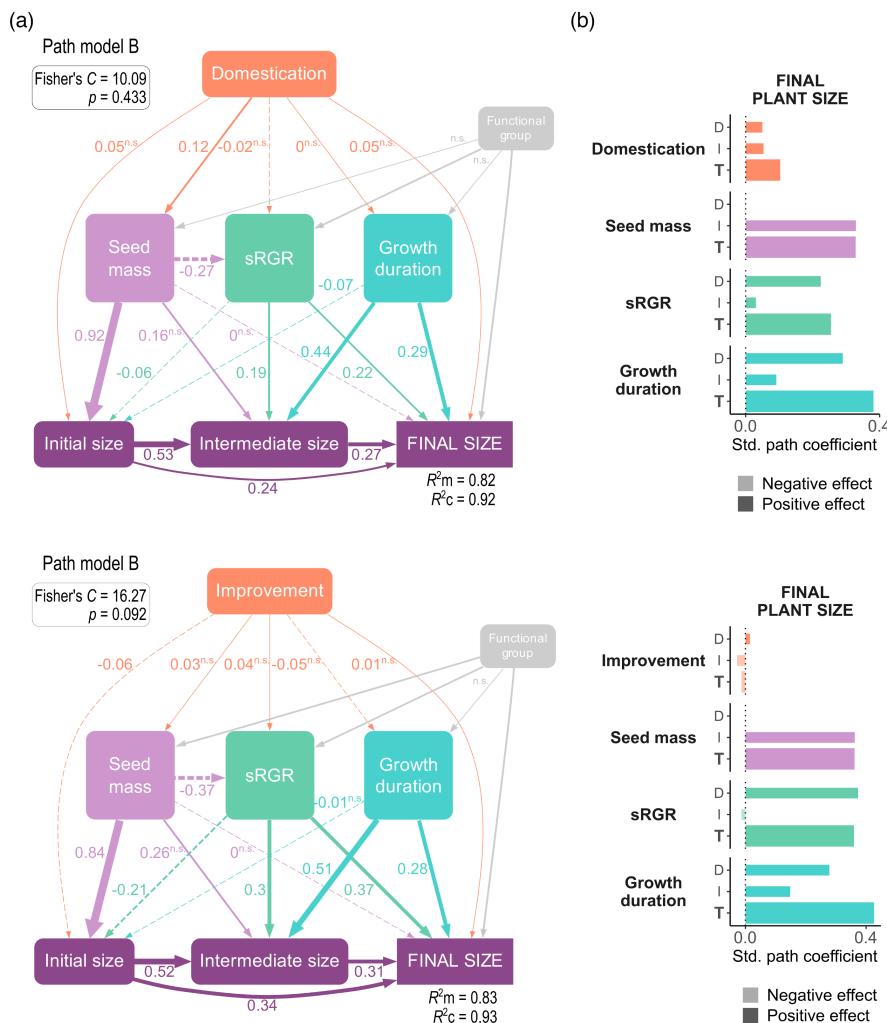 (a)
(b)
Path model B
Fisher's C = 10.09
p = 0.433
Domestication
Functional
group
n.s.
n.s.
0.05n.s.
0.12
-0.02n.s.
0n.s.
0.05n.s.
Seed
mass
sRGR
Growth
duration
-0.27
-0.07
0.92
0.16n.s.
0n.s.
0.44
0.29
-0.06
0.19
0.22
Initial size
Intermediate size
FINAL SIZE
0.53
0.27
0.24
R²m = 0.82
R²c = 0.92
FINAL
PLANT SIZE
Domestication
D
I
T
Seed mass
D
I
T
sRGR
D
I
T
Growth
duration
D
I
T
0.0
0.4
Std. path coefficient
Negative effect
Positive effect
Path model B
Fisher's C = 16.27
p = 0.092
Improvement
Functional
group
n.s.
-0.06
0.03n.s.
0.04n.s.
-0.05n.s.
0.01n.s.
Seed
mass
sRGR
Growth
duration
-0.37
-0.01n.s.
0.84
0.26n.s.
0n.s.
0.51
0.28
-0.21
0.3
0.37
Initial size
Intermediate size
FINAL SIZE
0.52
0.31
0.34
R²m = 0.83
R²c = 0.93
FINAL
PLANT SIZE
Improvement
D
I
T
Seed mass
D
I
T
sRGR
D
I
T
Growth
duration
D
I
T
0.0
0.4
Std. path coefficient
Negative effect
Positive effect